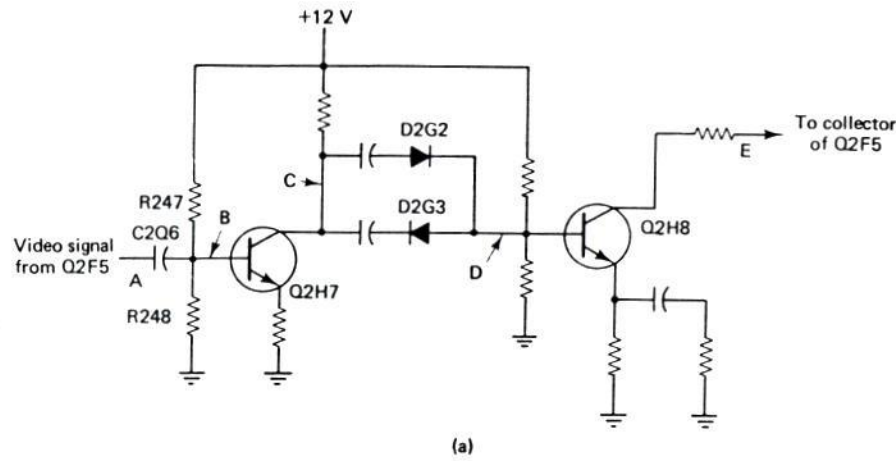 +12 V
D2G2
To collector
of Q2F5
E
C
R247
D2G3
B
C2Q6
Q2H8
Video signal
from Q2F5
A
D
Q2H7
R248
(a)